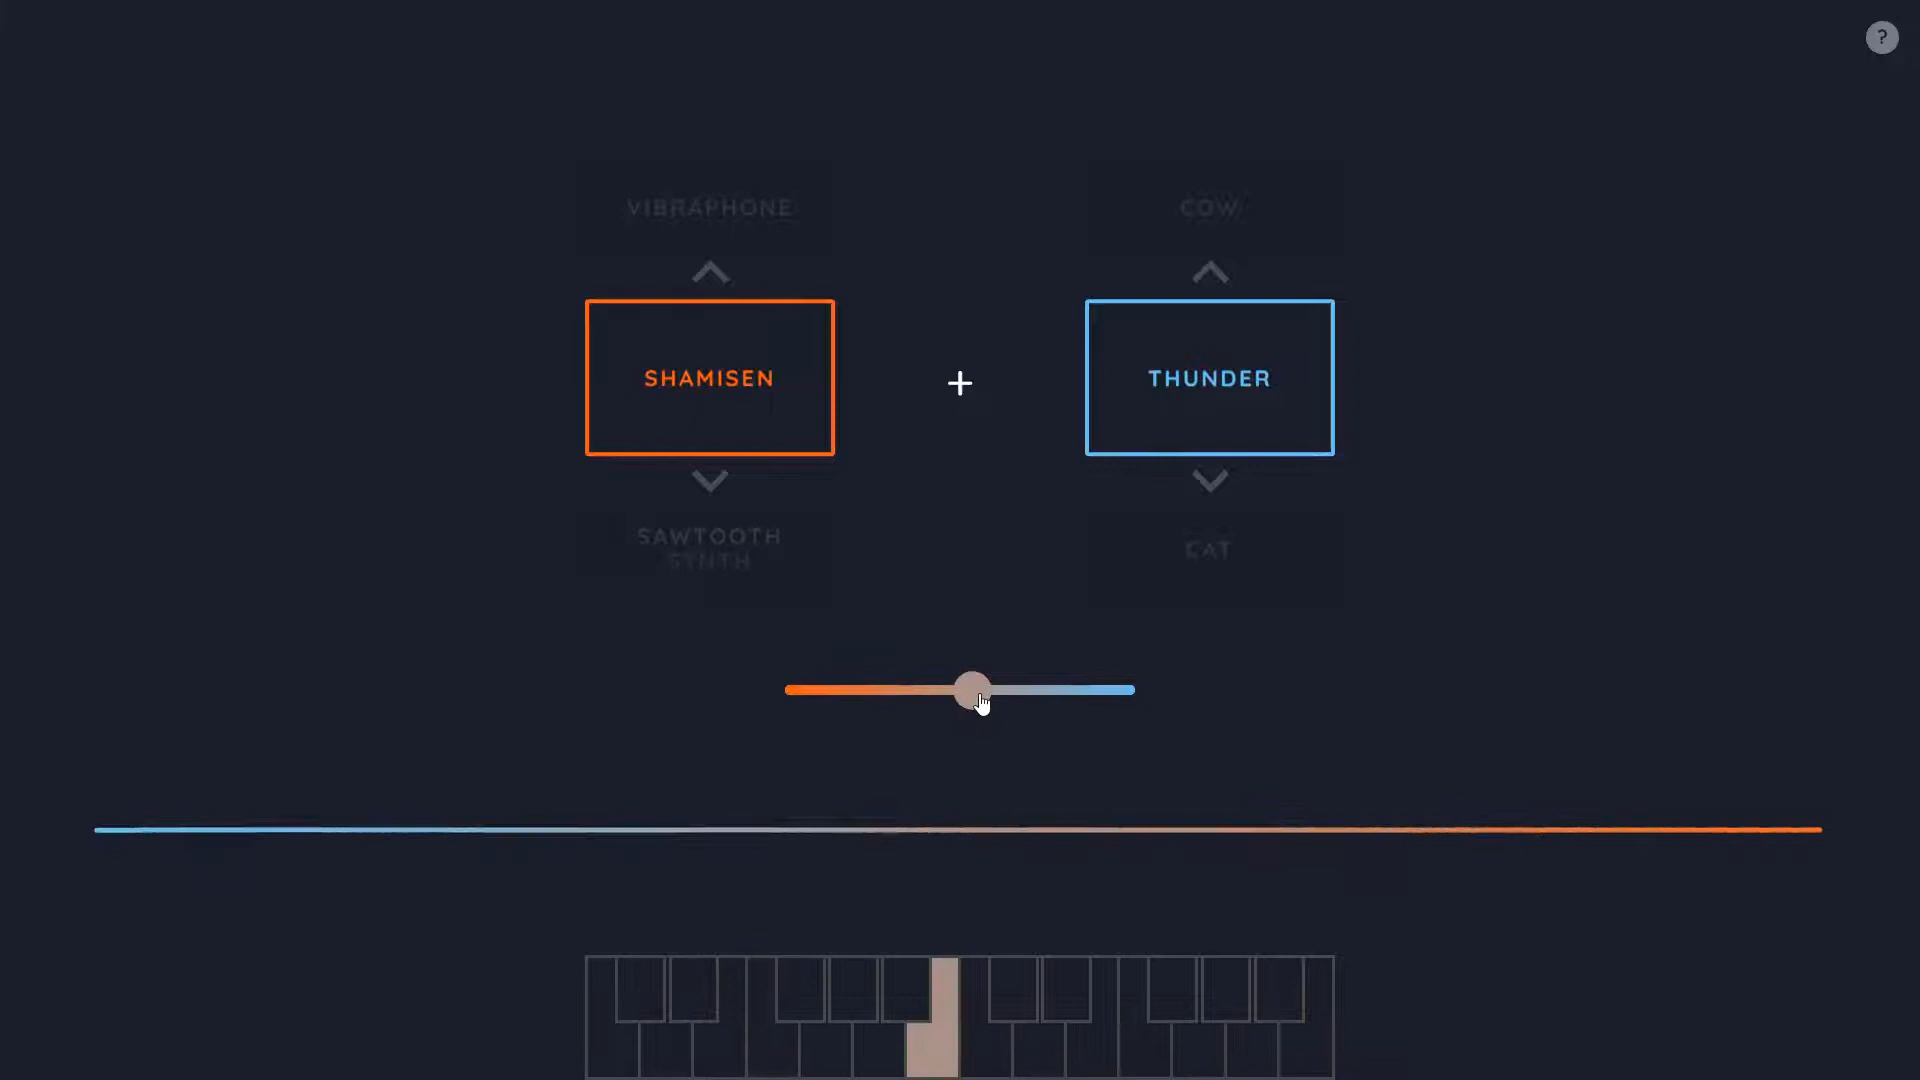 ?
VIBRAPHONE
COW
SHAMISEN
+
THUNDER
SAWTOOTH
SYNTH
CAT